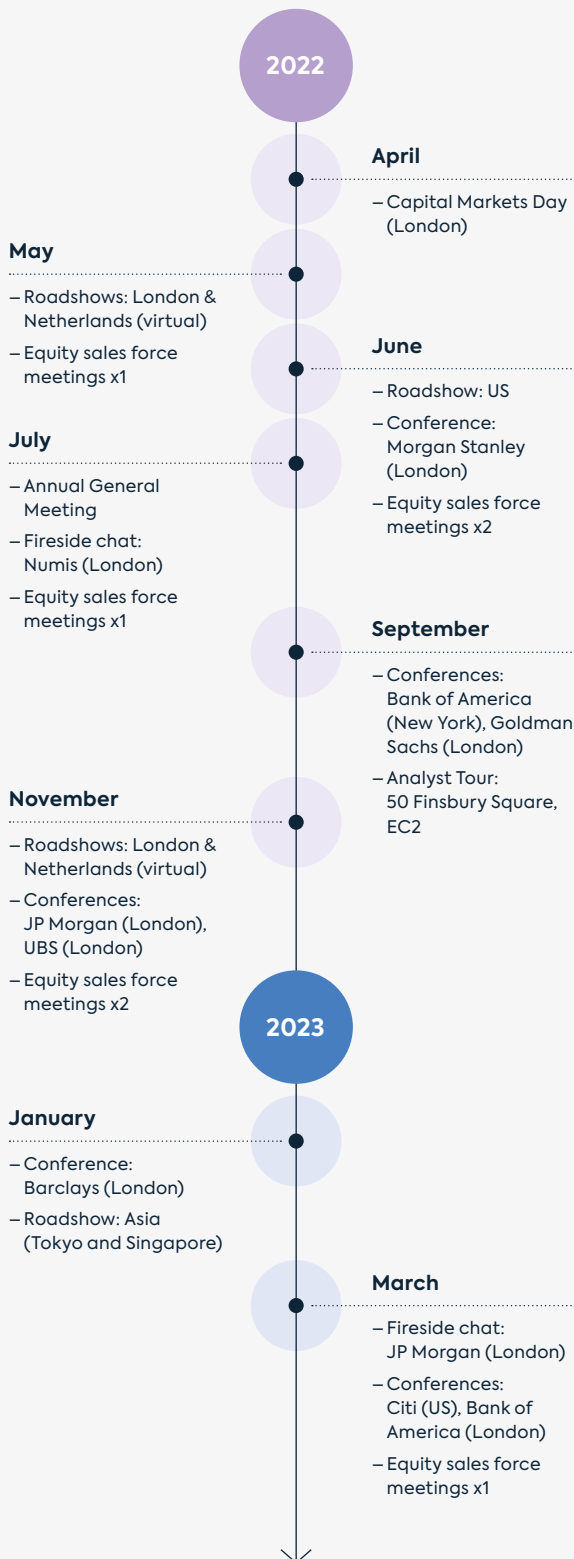 2022
April
– Capital Markets Day
(London)
May
– Roadshows: London &
Netherlands (virtual)
– Equity sales force
meetings x1
June
– Roadshow: US
– Conference:
Morgan Stanley
(London)
– Equity sales force
meetings x2
July
– Annual General
Meeting
– Fireside chat:
Numis (London)
– Equity sales force
meetings x1
September
– Conferences:
Bank of America
(New York), Goldman
Sachs (London)
– Analyst Tour:
50 Finsbury Square,
EC2
November
– Roadshows: London &
Netherlands (virtual)
– Conferences:
JP Morgan (London),
UBS (London)
– Equity sales force
meetings x2
2023
January
– Conference:
Barclays (London)
– Roadshow: Asia
(Tokyo and Singapore)
March
– Fireside chat:
JP Morgan (London)
– Conferences:
Citi (US), Bank of
America (London)
– Equity sales force
meetings x1